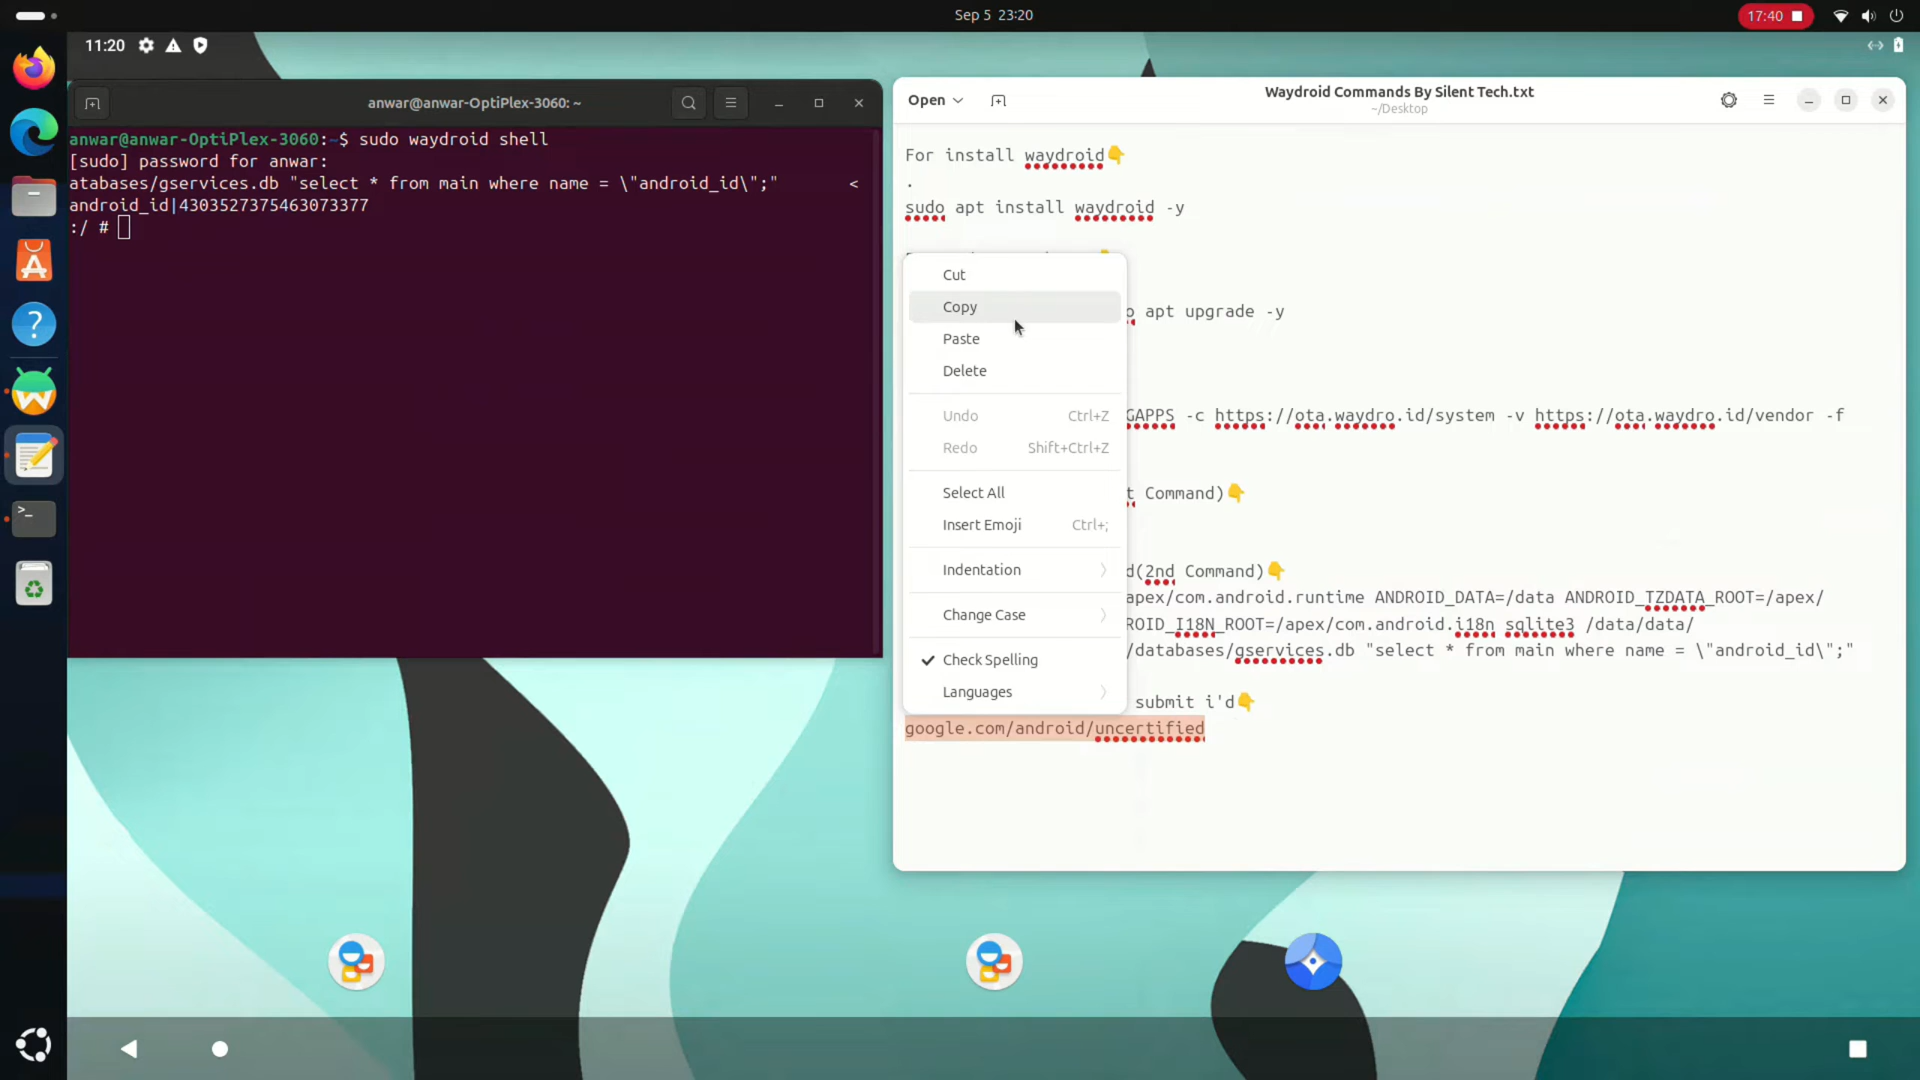 Sep 5 23:20
17:40
11:20
anwar@anwar-OptiPlex-3060: ~
anwar@anwar-OptiPlex-3060:~$ sudo waydroid shell
[sudo] password for anwar:
atabases/gservices.db "select * from main where name = \"android_id\";" <
android_id|4303527375463073377
:/ #
Open
Waydroid Commands By Silent Tech.txt
~/Desktop
For install waydroid👇
.
sudo apt install waydroid -y
apt upgrade -y
GAPPS -c https://ota.waydro.id/system -v https://ota.waydro.id/vendor -f
Command)👇
(2nd Command)👇
apex/com.android.runtime ANDROID_DATA=/data ANDROID_TZDATA_ROOT=/apex/
ROID_I18N_ROOT=/apex/com.android.i18n sqlite3 /data/data/
/databases/gservices.db "select * from main where name = \"android_id\";"
submit i'd👇
google.com/android/uncertified
Cut
Copy
Paste
Delete
Undo Ctrl+Z
Redo Shift+Ctrl+Z
Select All
Insert Emoji Ctrl+;
Indentation
Change Case
Check Spelling
Languages